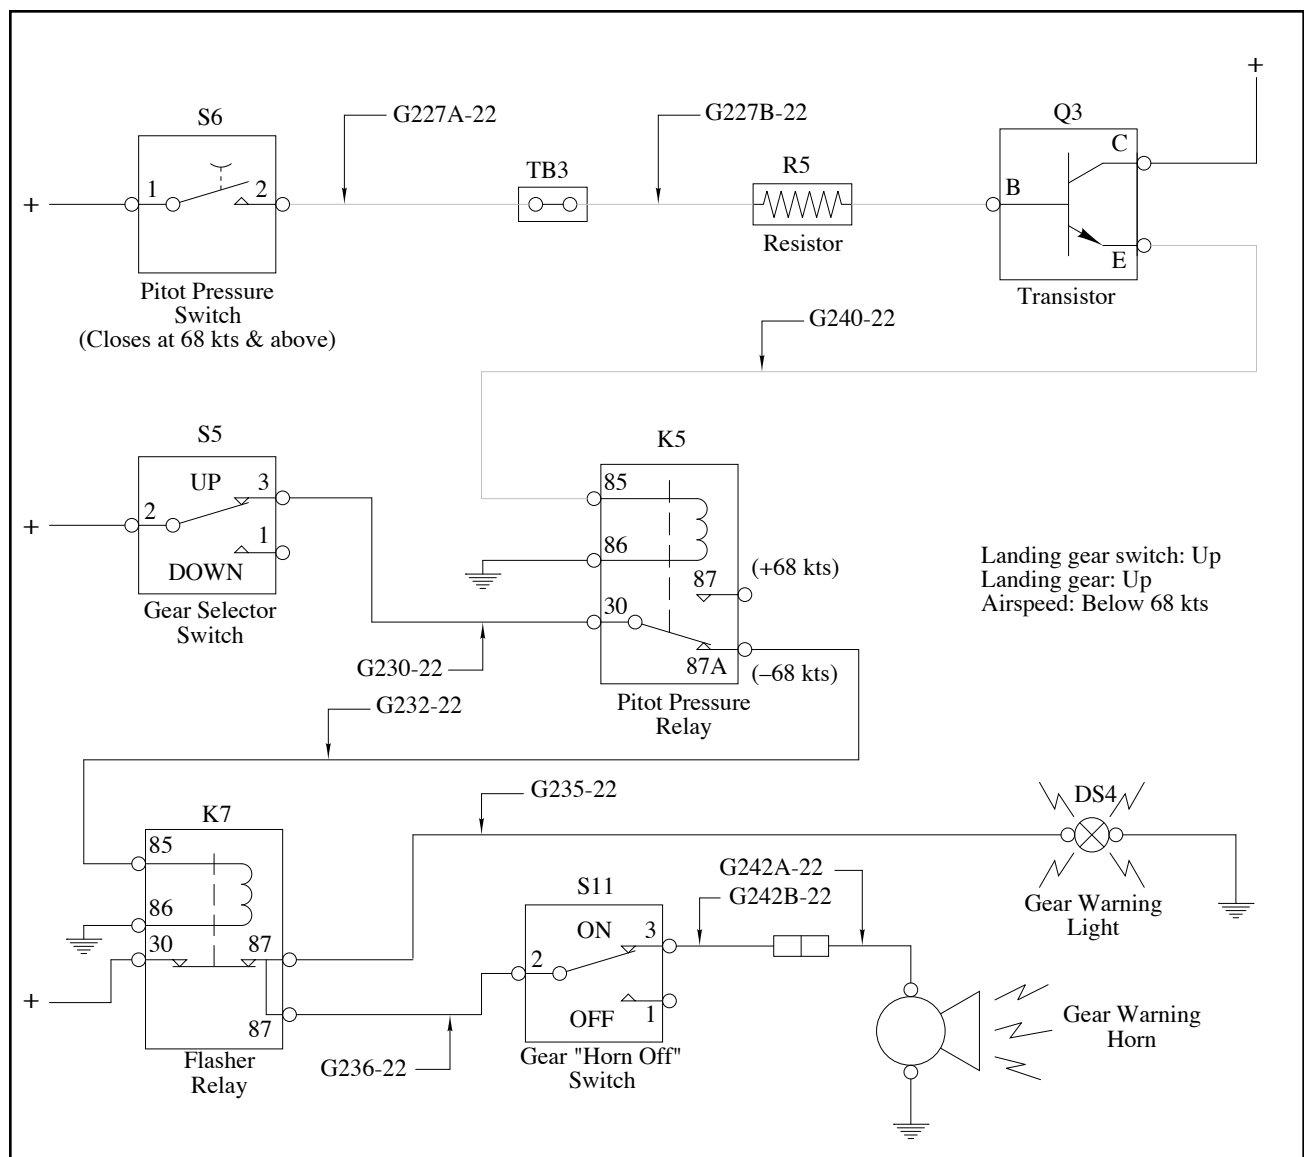 +
S6
G227A-22
G227B-22
Q3
TB3
R5
C
1
2
B
+
Resistor
E
Pitot Pressure
Switch
(Closes at 68 kts & above)
Transistor
G240-22
S5
K5
UP
3
85
2
+
1
86
DOWN
87
(+68 kts)
Landing gear switch: Up
Landing gear: Up
Airspeed: Below 68 kts
Gear Selector
Switch
30
G230-22
87A
(–68 kts)
G232-22
Pitot Pressure
Relay
G235-22
DS4
K7
85
G242A-22
S11
G242B-22
86
Gear Warning
Light
30
87
ON
3
2
+
OFF
1
87
Gear Warning
Horn
Flasher
Relay
G236-22
Gear "Horn Off"
Switch